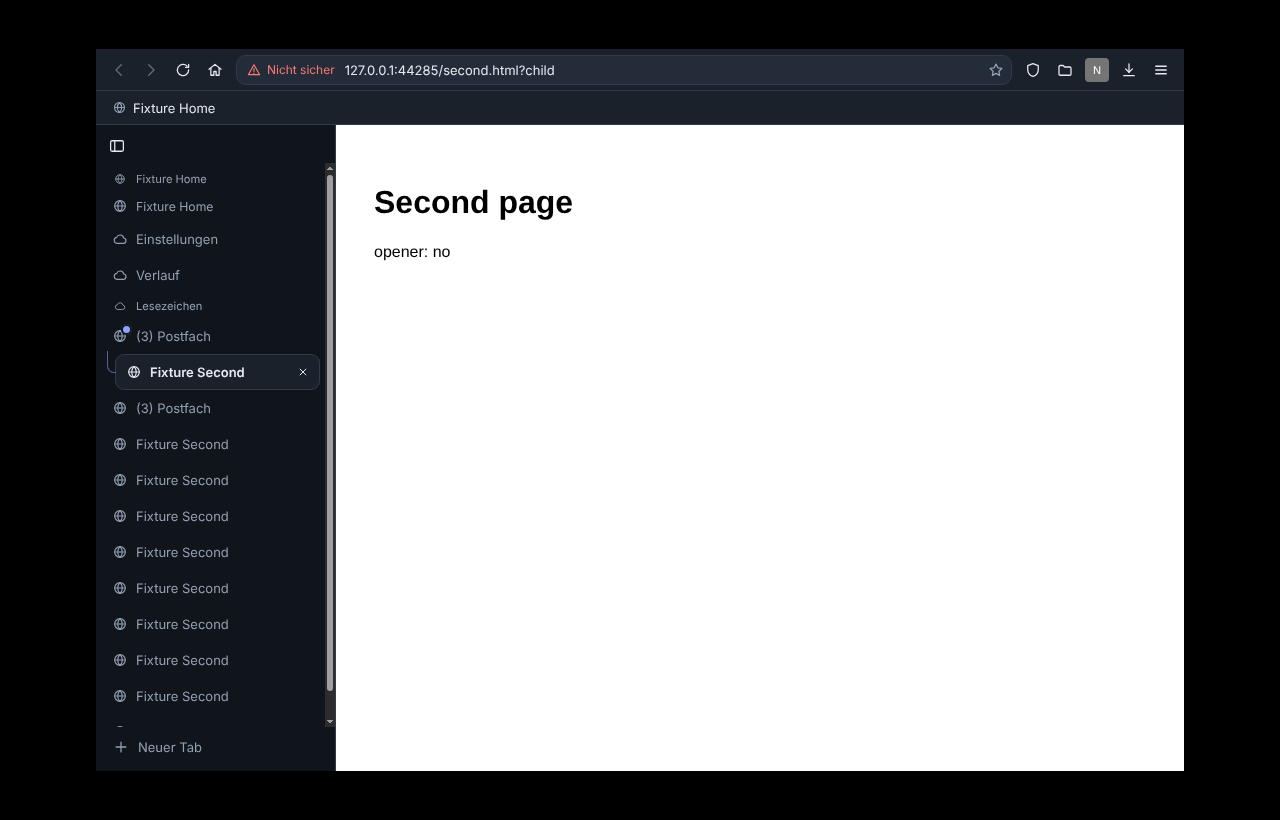 Nicht sicher 127.0.0.1:44285/second.html?child
N
Fixture Home
Fixture Home
Fixture Home
Einstellungen
Verlauf
Lesezeichen
(3) Postfach
Fixture Second
(3) Postfach
Fixture Second
Fixture Second
Fixture Second
Fixture Second
Fixture Second
Fixture Second
Fixture Second
Fixture Second
Neuer Tab
Second page
opener: no